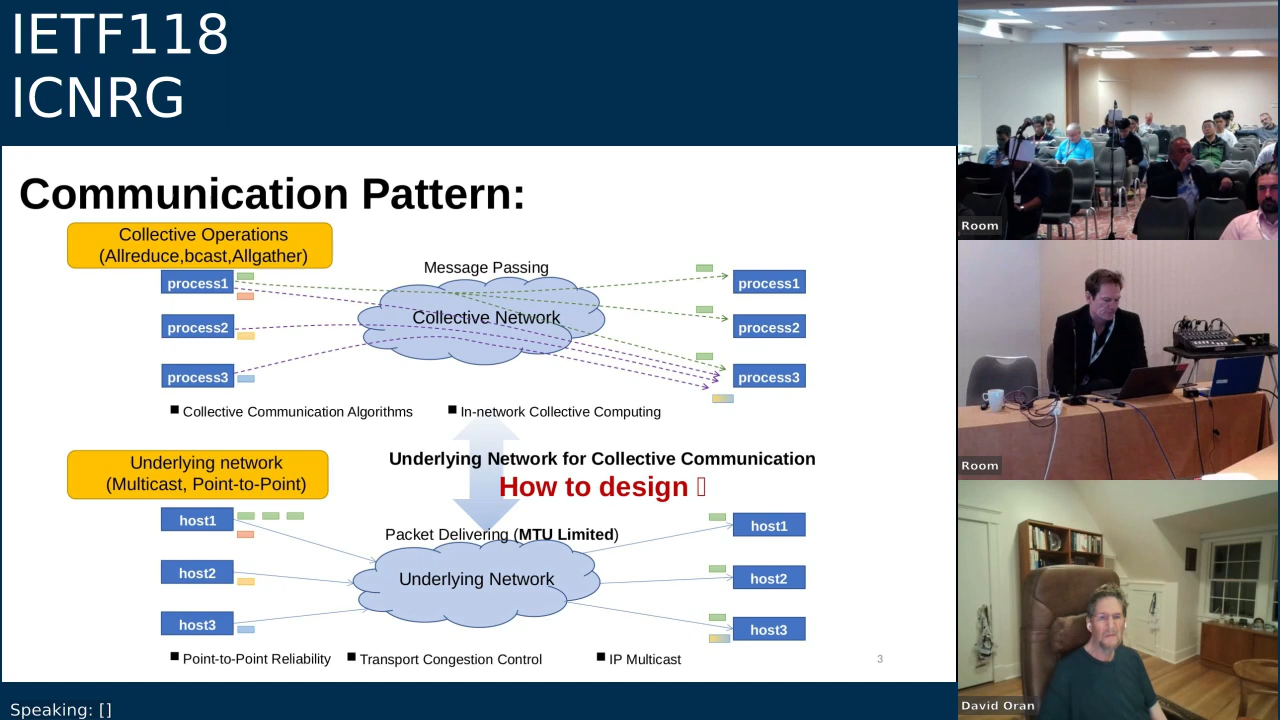 IETF118
ICNRG
Communication Pattern:
Collective Operations
(Allreduce,bcast,Allgather)
Message Passing
process1
process2
process3
Collective Network
process1
process2
process3
■ Collective Communication Algorithms
■ In-network Collective Computing
Underlying network
(Multicast, Point-to-Point)
Underlying Network for Collective Communication
How to design
Packet Delivering (MTU Limited)
host1
host2
host3
Underlying Network
host1
host2
host3
■ Point-to-Point Reliability
■ Transport Congestion Control
■ IP Multicast
3
Speaking: []
Room
Room
David Oran